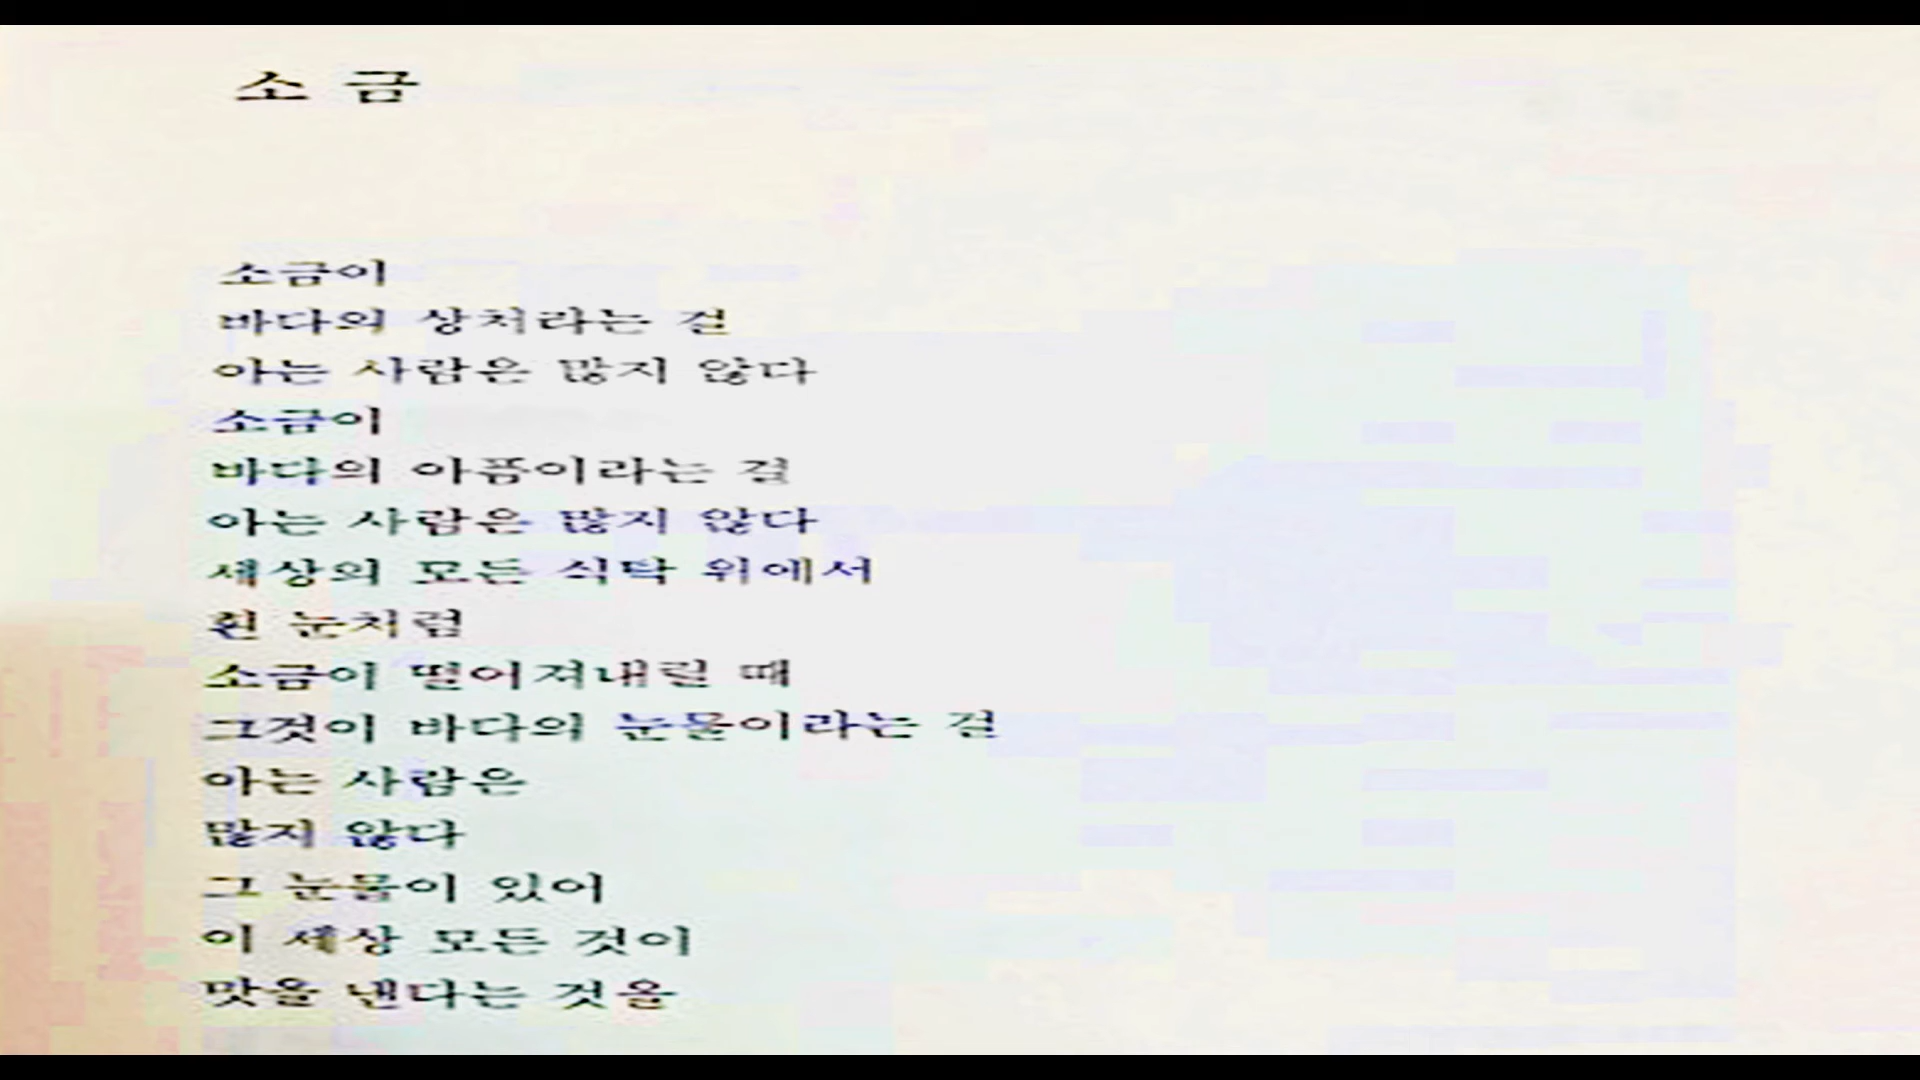 소금
소금이
바다의 상처라는 걸
아는 사람은 많지 않다
소금이
바다의 아픔이라는 걸
아는 사람은 많지 않다
세상의 모든 식탁 위에서
흰 눈처럼
소금이 떨어져내릴 때
그것이 바다의 눈물이라는 걸
아는 사람은
많지 않다
그 눈물이 있어
이 세상 모든 것이
맛을 낸다는 것을